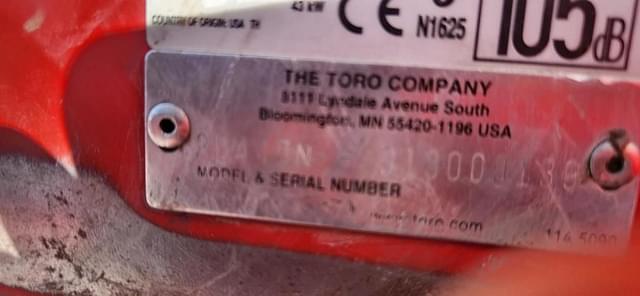 43 kW CE N1625 105dB
COUNTRY OF ORIGIN: USA TH
THE TORO COMPANY
8111 Lyndale Avenue South
Bloomington, MN 55420-1196 USA
MODEL & SERIAL NUMBER
www.toro.com